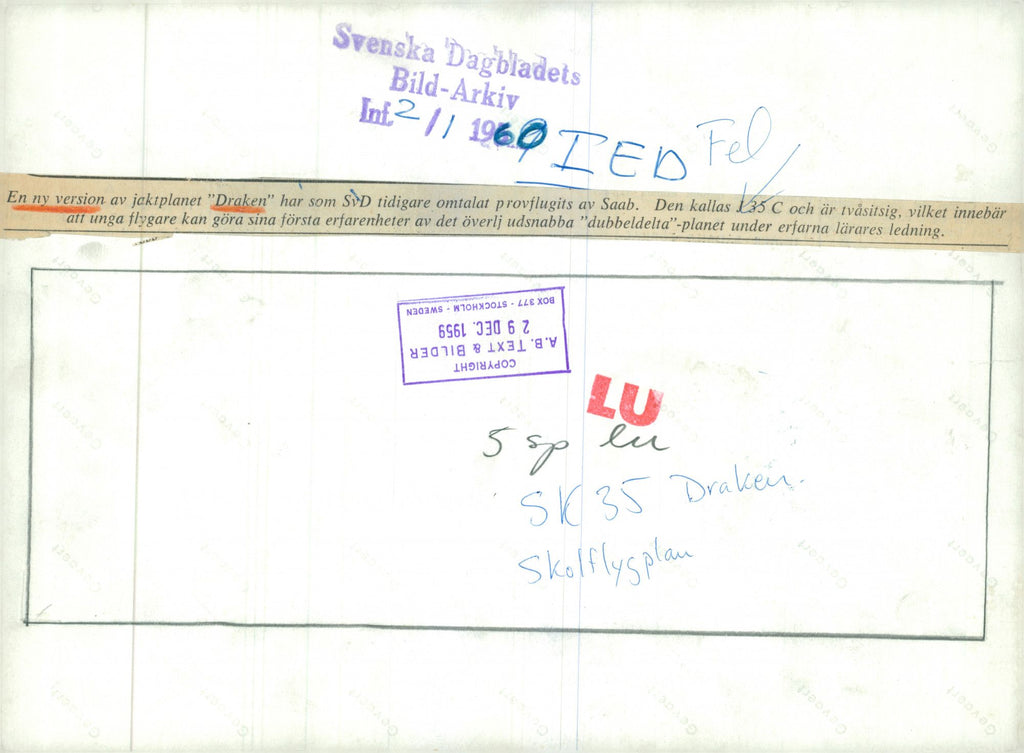 Svenska Dagbladets
Bild-Arkiv
Inf. 2/1 1960
IED Fel
En ny version av jaktplanet "Draken" har som SvD tidigare omtalat provflugits av Saab. Den kallas J 35 C och är tvåsitsig, vilket innebär
att unga flygare kan göra sina första erfarenheter av det överlj udsnabba "dubbeldelta"-planet under erfarna lärares ledning.
COPYRIGHT
A.B. TEXT & BILDER
29 DEC. 1959
BOX 377 - STOCKHOLM - SWEDEN
LU
5 sp lu
SK 35 Draken.
Skolflygplan
Gevaert